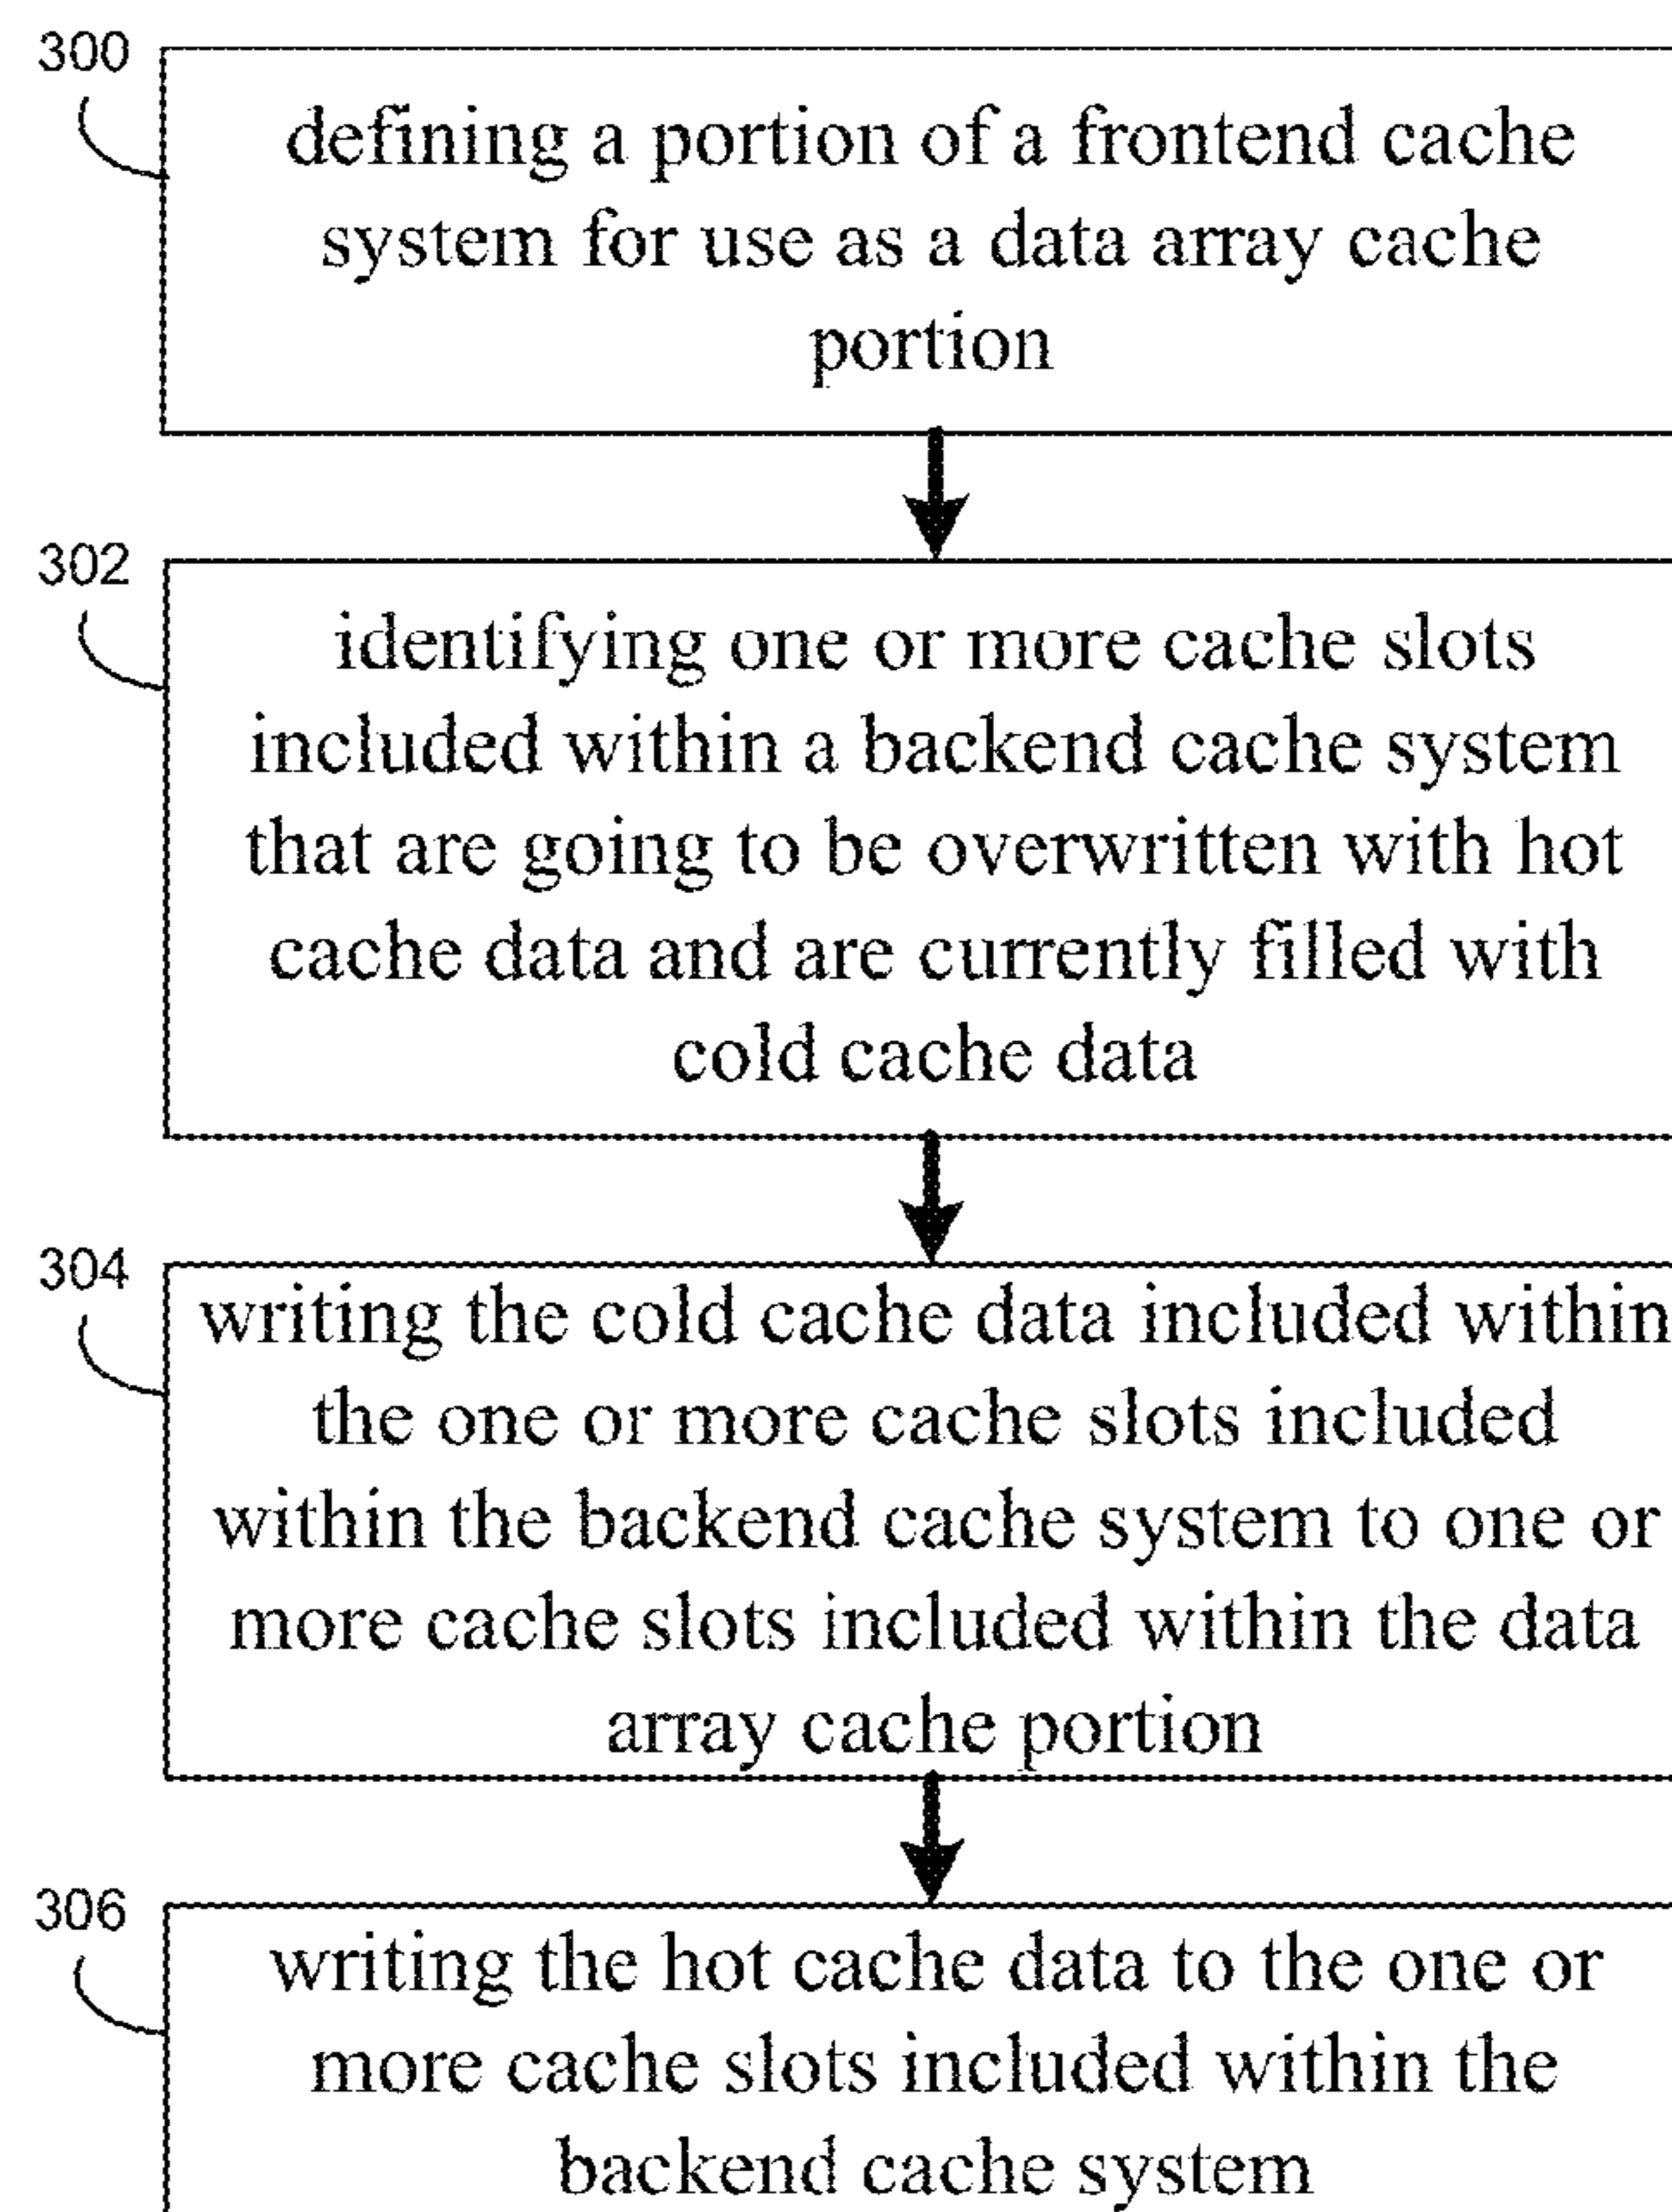 300
defining a portion of a frontend cache
system for use as a data array cache
portion
302
identifying one or more cache slots
included within a backend cache system
that are going to be overwritten with hot
cache data and are currently filled with
cold cache data
304
writing the cold cache data included within
the one or more cache slots included
within the backend cache system to one or
more cache slots included within the data
array cache portion
306
writing the hot cache data to the one or
more cache slots included within the
backend cache system